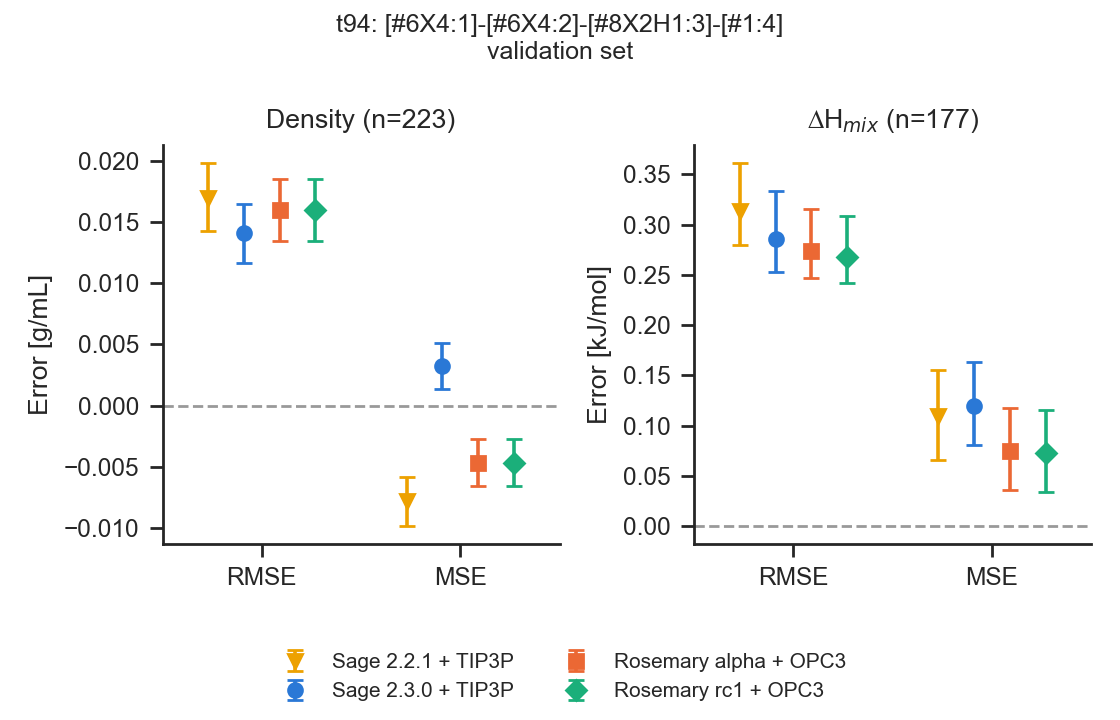 t94: [#6X4:1]-[#6X4:2]-[#8X2H1:3]-[#1:4]
validation set
Density (n=223)
Error [g/mL]
0.020
0.015
0.010
0.005
0.000
−0.005
−0.010
RMSE
MSE
ΔHmix (n=177)
Error [kJ/mol]
0.35
0.30
0.25
0.20
0.15
0.10
0.05
0.00
RMSE
MSE
Sage 2.2.1 + TIP3P
Sage 2.3.0 + TIP3P
Rosemary alpha + OPC3
Rosemary rc1 + OPC3